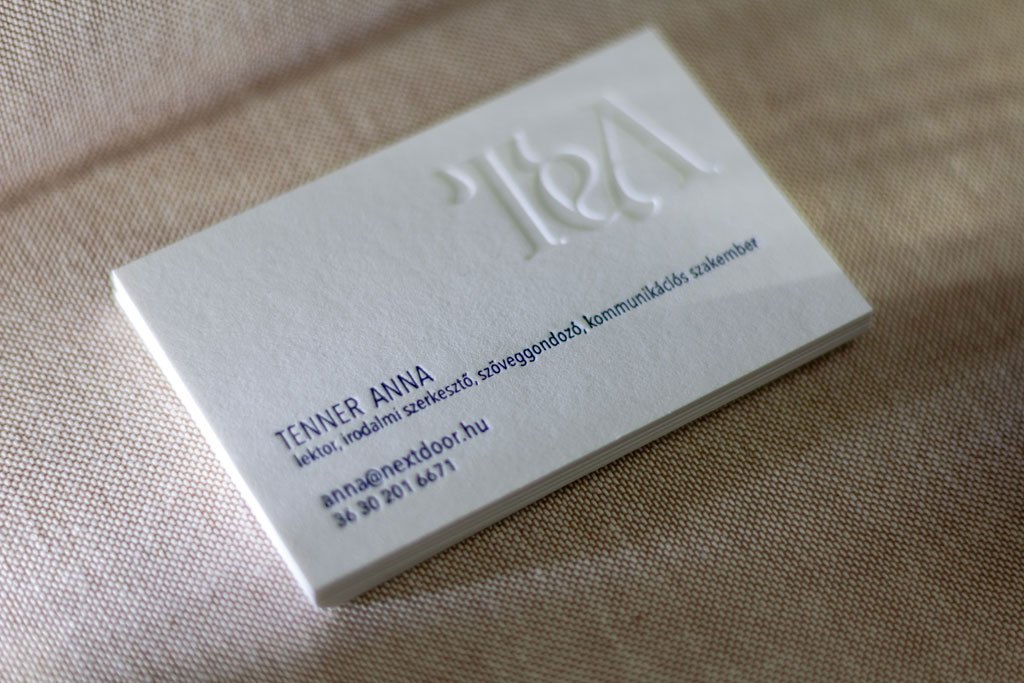 TENNER ANNA
lektor, irodalmi szerkesztő, szöveggondozó, kommunikációs szakember
anna@nextdoor.hu
36 30 201 6671